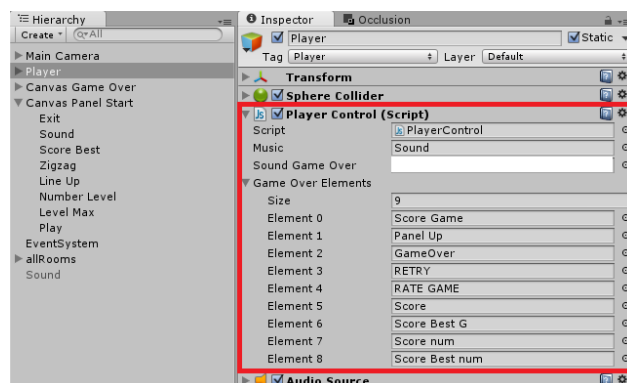 Hierarchy
Create
All
Main Camera
Player
Canvas Game Over
Canvas Panel Start
Exit
Sound
Score Best
Zigzag
Line Up
Number Level
Level Max
Play
EventSystem
allRooms
Sound
Inspector Occlusion
Player Static
Tag Player Layer Default
Transform
Sphere Collider
Player Control (Script)
Script PlayerControl
Music Sound
Sound Game Over
Game Over Elements
Size 9
Element 0 Score Game
Element 1 Panel Up
Element 2 GameOver
Element 3 RETRY
Element 4 RATE GAME
Element 5 Score
Element 6 Score Best G
Element 7 Score num
Element 8 Score Best num
Audio Source